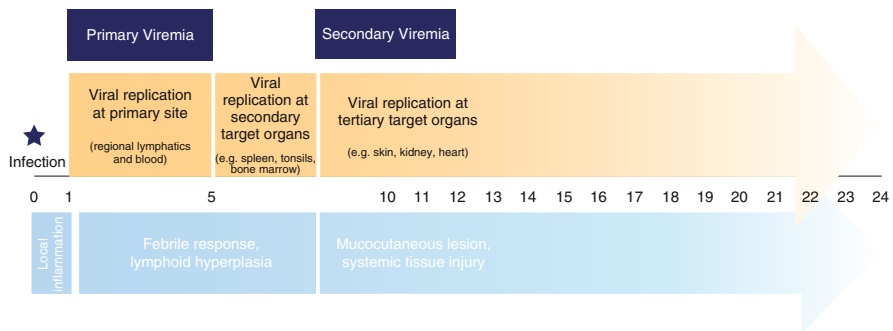 Primary Viremia
Secondary Viremia
Viral replication
at primary site
(regional lymphatics
and blood)
Viral
replication at
secondary
target organs
(e.g. spleen, tonsils,
bone marrow)
Viral replication at
tertiary target organs
(e.g. skin, kidney, heart)
Infection
0 1 5 10 11 12 13 14 15 16 17 18 19 20 21 22 23 24
Local
inflammation
Febrile response,
lymphoid hyperplasia
Mucocutaneous lesion,
systemic tissue injury